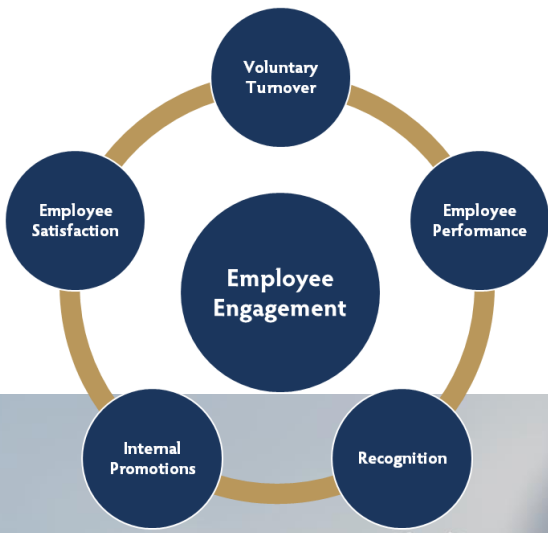 Voluntary
Turnover
Employee
Performance
Recognition
Internal
Promotions
Employee
Satisfaction
Employee
Engagement